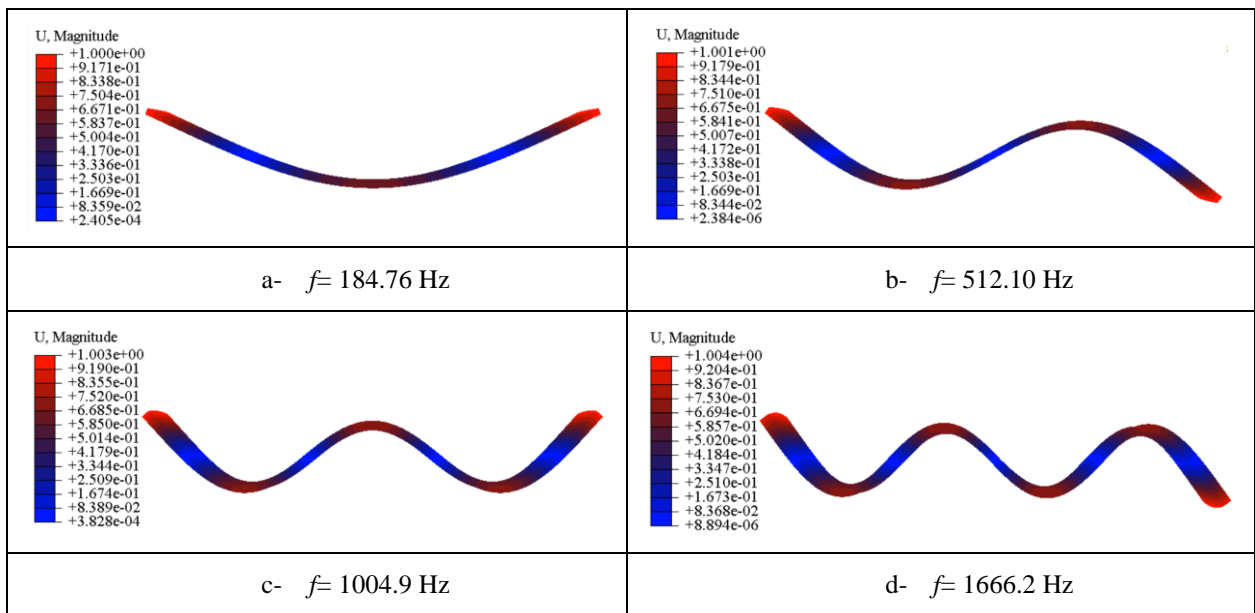 U, Magnitude
+1.000e+00
+9.171e-01
+8.338e-01
+7.504e-01
+6.671e-01
+5.837e-01
+5.004e-01
+4.170e-01
+3.336e-01
+2.503e-01
+1.669e-01
+8.359e-02
+2.405e-04
U, Magnitude
+1.001e+00
+9.179e-01
+8.344e-01
+7.510e-01
+6.675e-01
+5.841e-01
+5.007e-01
+4.172e-01
+3.338e-01
+2.503e-01
+1.669e-01
+8.344e-02
+2.384e-06
a- f= 184.76 Hz
b- f= 512.10 Hz
U, Magnitude
+1.003e+00
+9.190e-01
+8.355e-01
+7.520e-01
+6.685e-01
+5.850e-01
+5.014e-01
+4.179e-01
+3.344e-01
+2.509e-01
+1.674e-01
+8.389e-02
+3.828e-04
U, Magnitude
+1.004e+00
+9.204e-01
+8.367e-01
+7.530e-01
+6.694e-01
+5.857e-01
+5.020e-01
+4.184e-01
+3.347e-01
+2.510e-01
+1.673e-01
+8.368e-02
+8.894e-06
c- f= 1004.9 Hz
d- f= 1666.2 Hz